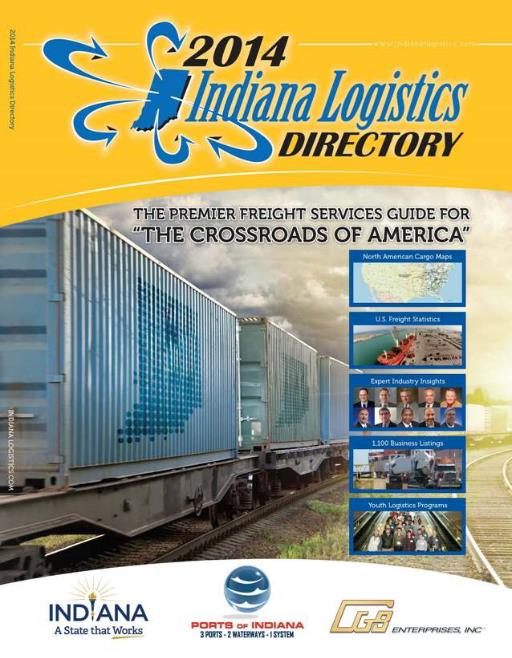 2014 Indiana Logistics Directory
INDIANALOGISTICS.COM
www.indianalogistics.com
2014
Indiana Logistics
DIRECTORY
THE PREMIER FREIGHT SERVICES GUIDE FOR
“THE CROSSROADS OF AMERICA”
North American Cargo Maps
U.S. Freight Statistics
Expert Industry Insights
1,100 Business Listings
Youth Logistics Programs
INDIANA
A State that Works
PORTS OF INDIANA
3 PORTS • 2 WATERWAYS • 1 SYSTEM
CGB ENTERPRISES, INC